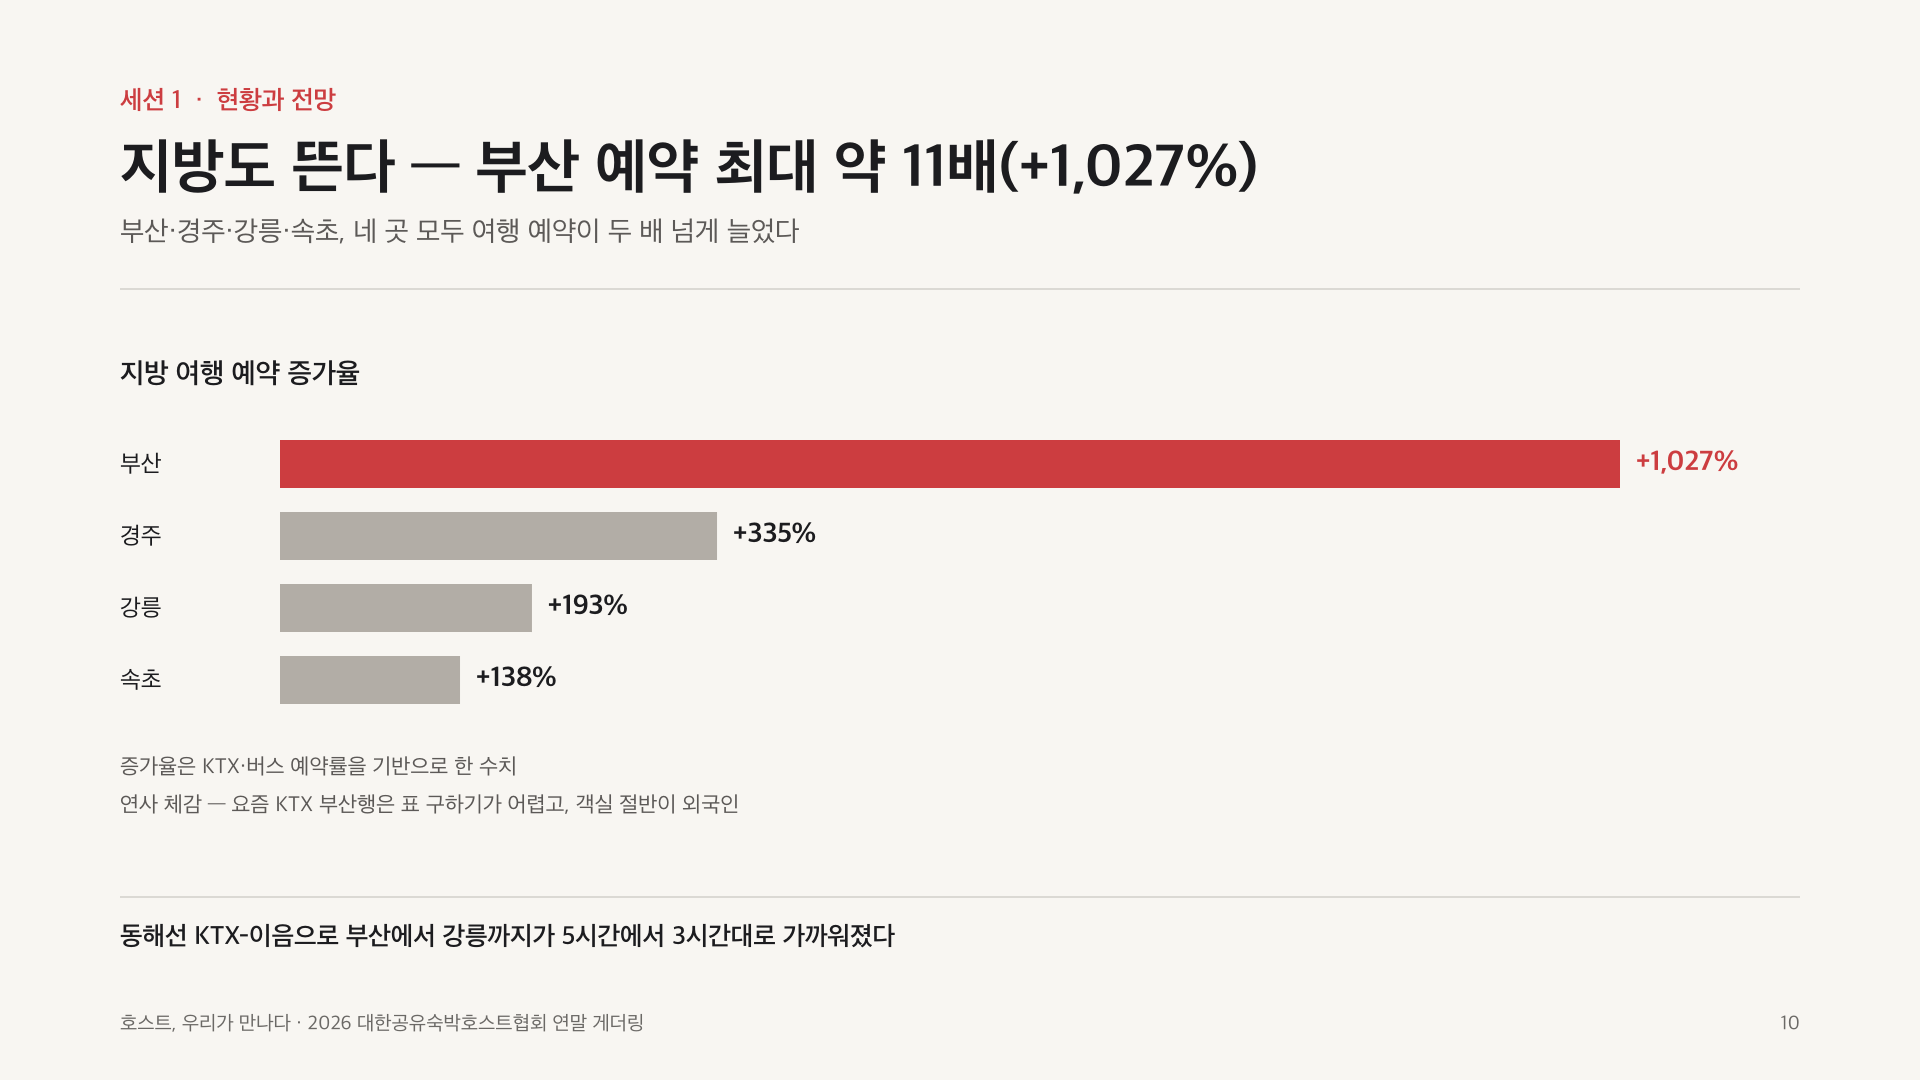 세션 1 · 현황과 전망
지방도 뜬다 — 부산 예약 최대 약 11배(+1,027%)
부산·경주·강릉·속초, 네 곳 모두 여행 예약이 두 배 넘게 늘었다
지방 여행 예약 증가율
부산 +1,027%
경주 +335%
강릉 +193%
속초 +138%
증가율은 KTX·버스 예약률을 기반으로 한 수치
연사 체감 — 요즘 KTX 부산행은 표 구하기가 어렵고, 객실 절반이 외국인
동해선 KTX-이음으로 부산에서 강릉까지가 5시간에서 3시간대로 가까워졌다
호스트, 우리가 만나다 · 2026 대한공유숙박호스트협회 연말 게더링
10